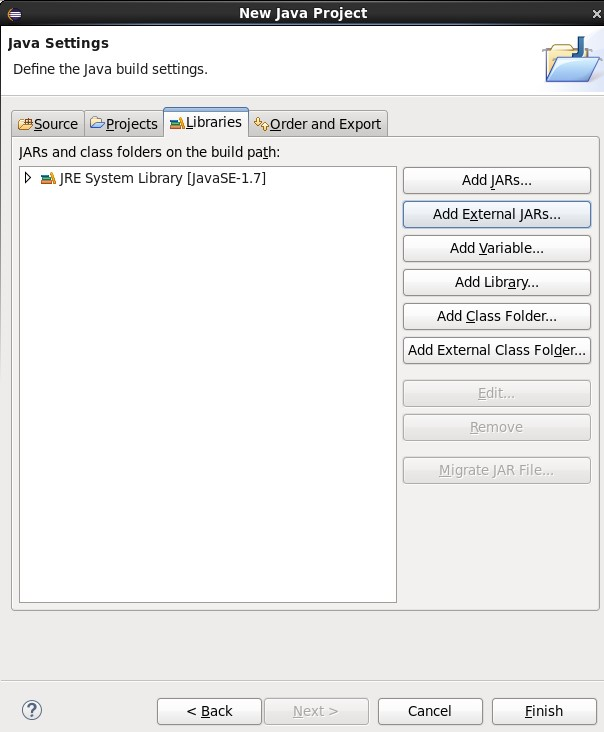 New Java Project
Java Settings
Define the Java build settings.
Source
Projects
Libraries
Order and Export
JARs and class folders on the build path:
JRE System Library [JavaSE-1.7]
Add JARs...
Add External JARs...
Add Variable...
Add Library...
Add Class Folder...
Add External Class Folder...
Edit...
Remove
Migrate JAR File...
?
< Back
Next >
Cancel
Finish